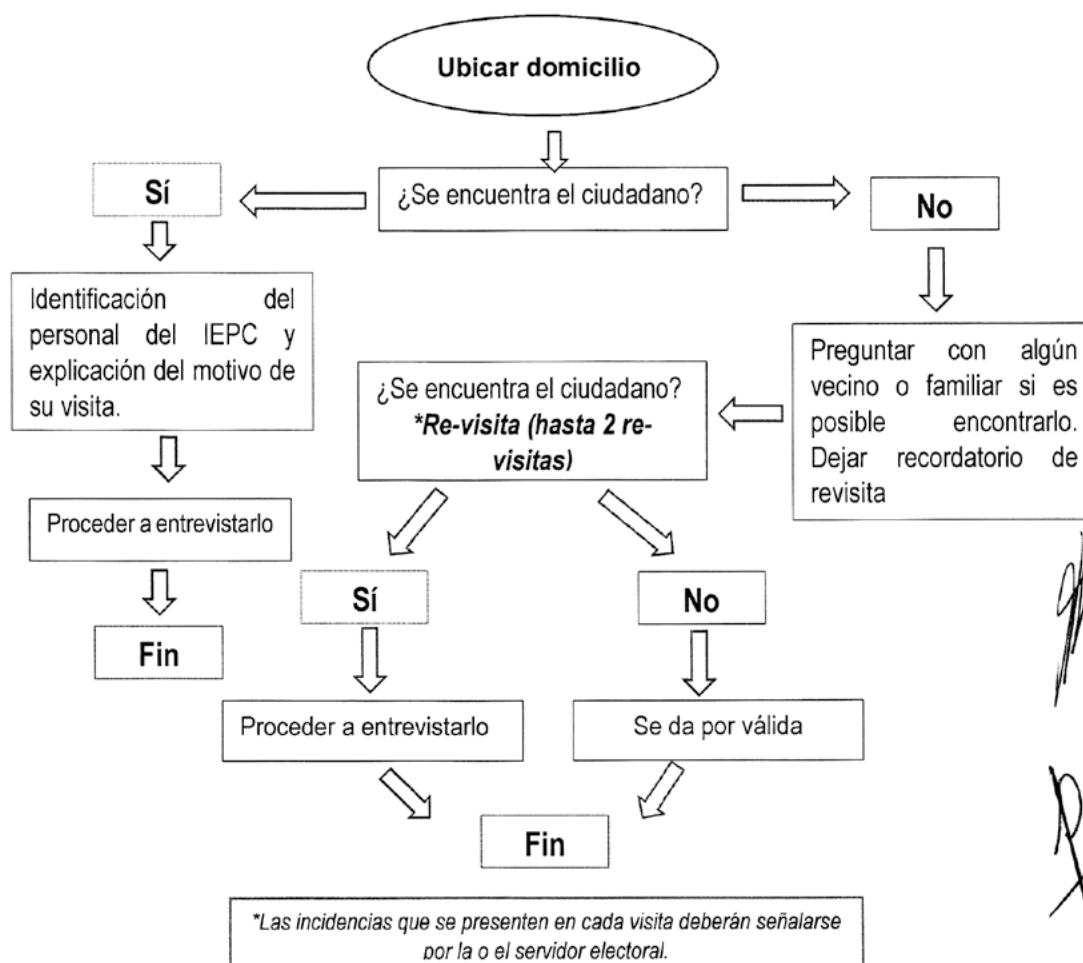 Ubicar domicilio
¿Se encuentra el ciudadano?
Sí
No
Identificación del
personal del IEPC y
explicación del motivo de
su visita.
Preguntar con algún
vecino o familiar si es
posible encontrarlo.
Dejar recordatorio de
revisita
¿Se encuentra el ciudadano?
*Re-visita (hasta 2 re-
visitas)
Proceder a entrevistarlo
Sí
No
Fin
Proceder a entrevistarlo
Se da por válida
Fin
*Las incidencias que se presenten en cada visita deberán señalarse
por la o el servidor electoral.